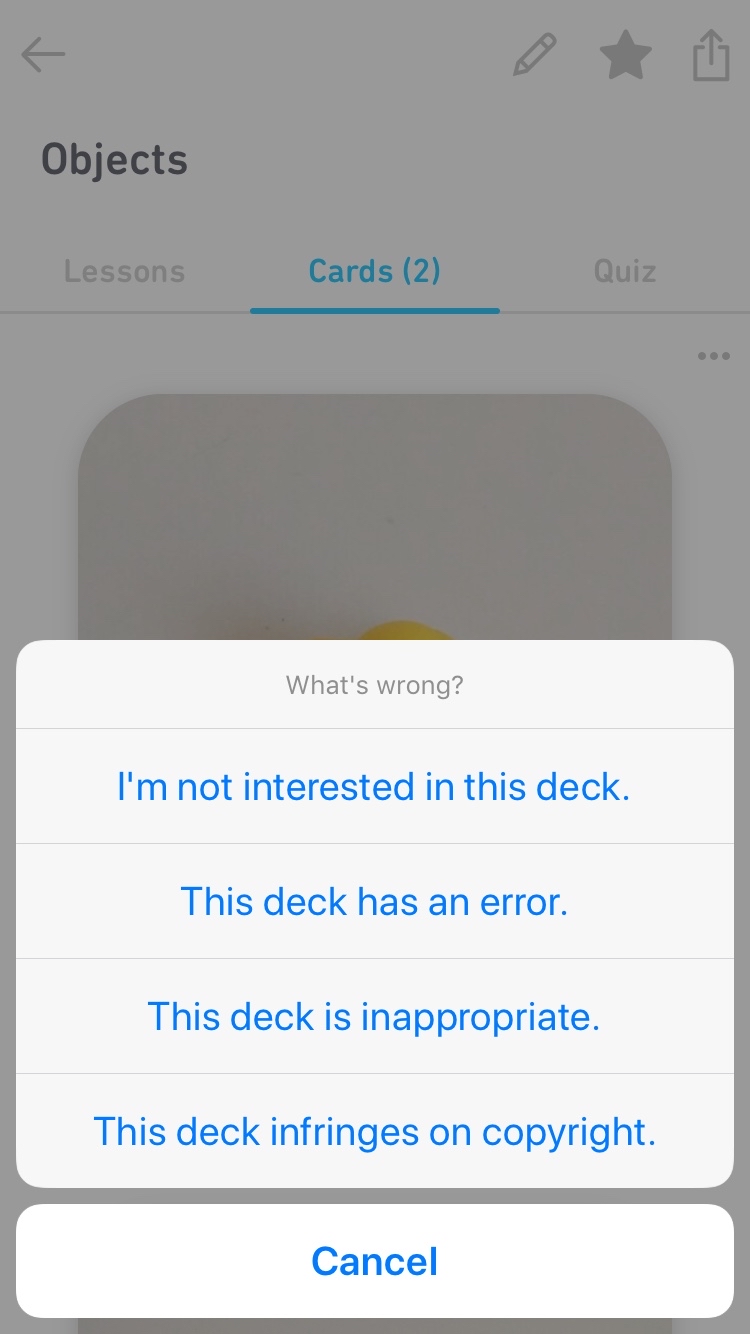 Objects
Lessons
Cards (2)
Quiz
What's wrong?
I'm not interested in this deck.
This deck has an error.
This deck is inappropriate.
This deck infringes on copyright.
Cancel